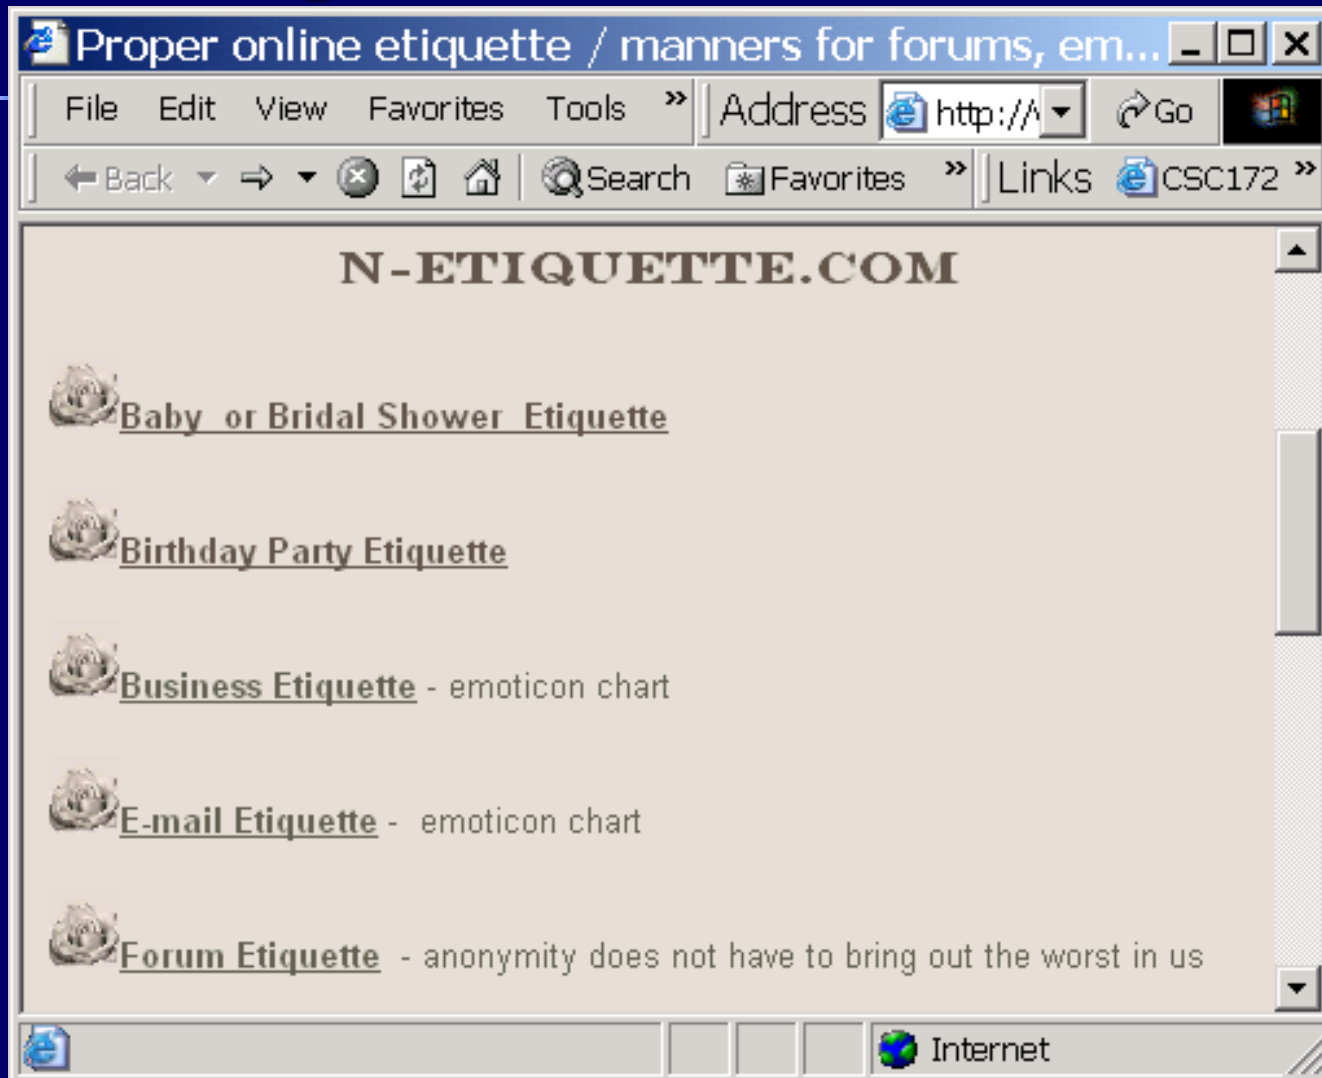 Proper online etiquette / manners for forums, em...
File Edit View Favorites Tools » Address http://\ Go
Back Search Favorites » Links CSC172 »
N-ETIQUETTE.COM
Baby or Bridal Shower Etiquette
Birthday Party Etiquette
Business Etiquette - emoticon chart
E-mail Etiquette - emoticon chart
Forum Etiquette - anonymity does not have to bring out the worst in us
Internet